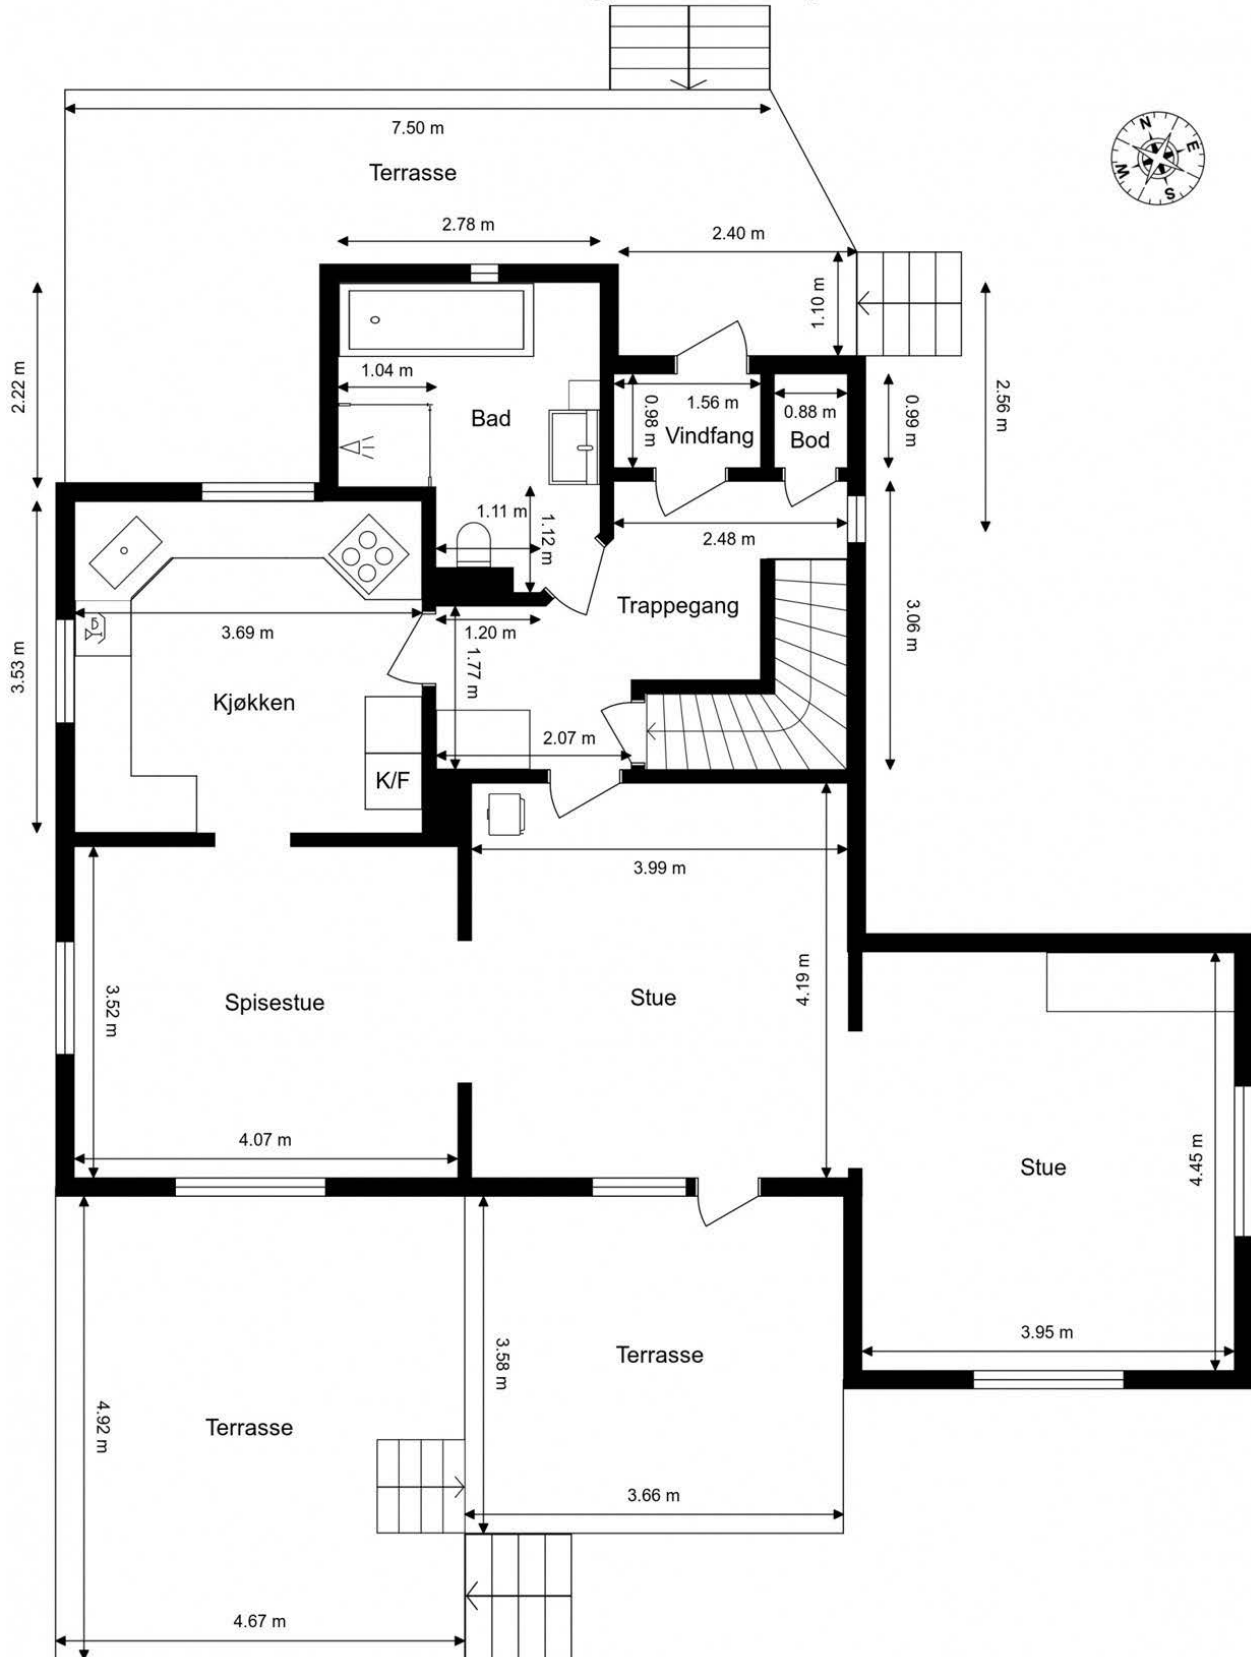 7.50 m
N
E
W
S
Terrasse
2.78 m
2.40 m
1.10 m
2.22 m
1.04 m
Bad
0.98 m
1.56 m
Vindfang
0.88 m
Bod
0.99 m
2.56 m
1.11 m
1.12 m
2.48 m
Trappegang
3.06 m
3.53 m
3.69 m
1.20 m
1.77 m
Kjøkken
2.07 m
K/F
3.99 m
3.52 m
Spisestue
Stue
4.19 m
4.07 m
Stue
4.45 m
3.95 m
3.58 m
Terrasse
4.92 m
Terrasse
3.66 m
4.67 m